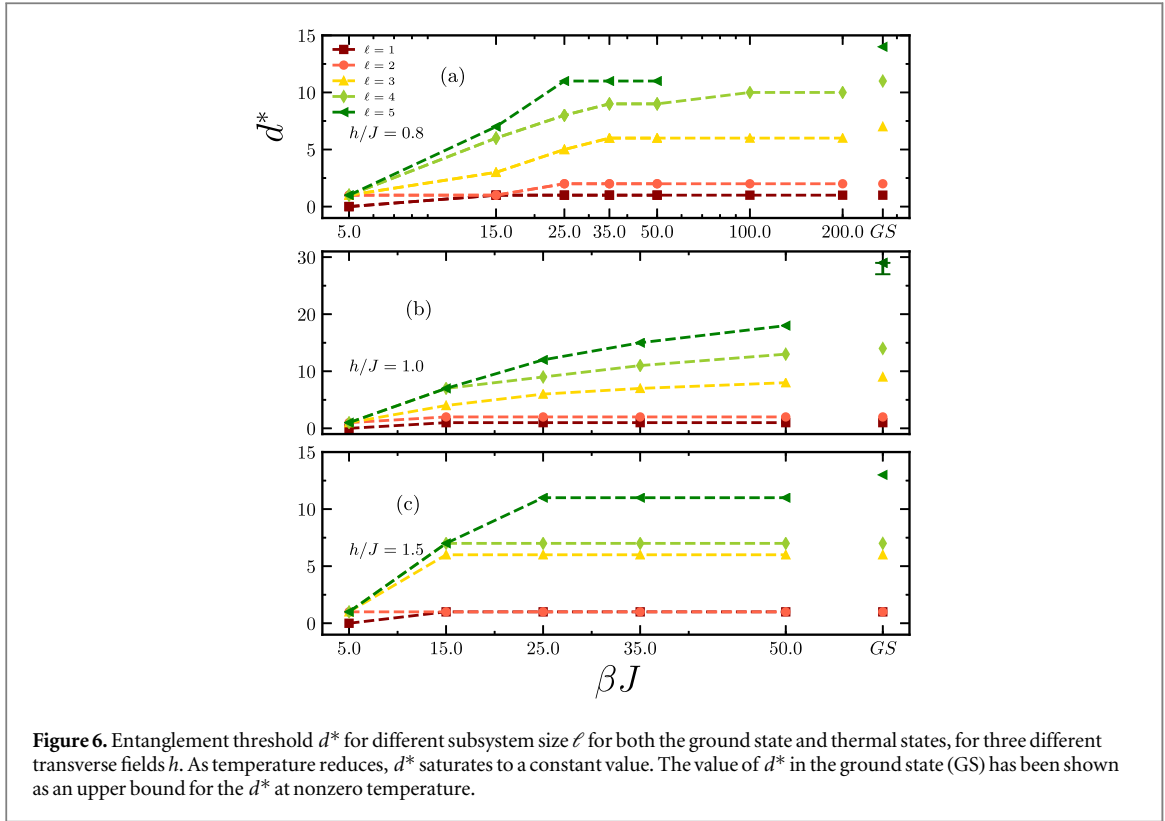 15
10
5
0
d*
ℓ = 1
ℓ = 2
ℓ = 3
ℓ = 4
ℓ = 5
(a)
h/J = 0.8
5.0 15.0 25.0 35.0 50.0 100.0 200.0 GS
30
20
10
0
(b)
h/J = 1.0
15
10
5
0
(c)
h/J = 1.5
5.0 15.0 25.0 35.0 50.0 GS
βJ
Figure 6. Entanglement threshold d* for different subsystem size ℓ for both the ground state and thermal states, for three different
transverse fields h. As temperature reduces, d* saturates to a constant value. The value of d* in the ground state (GS) has been shown
as an upper bound for the d* at nonzero temperature.